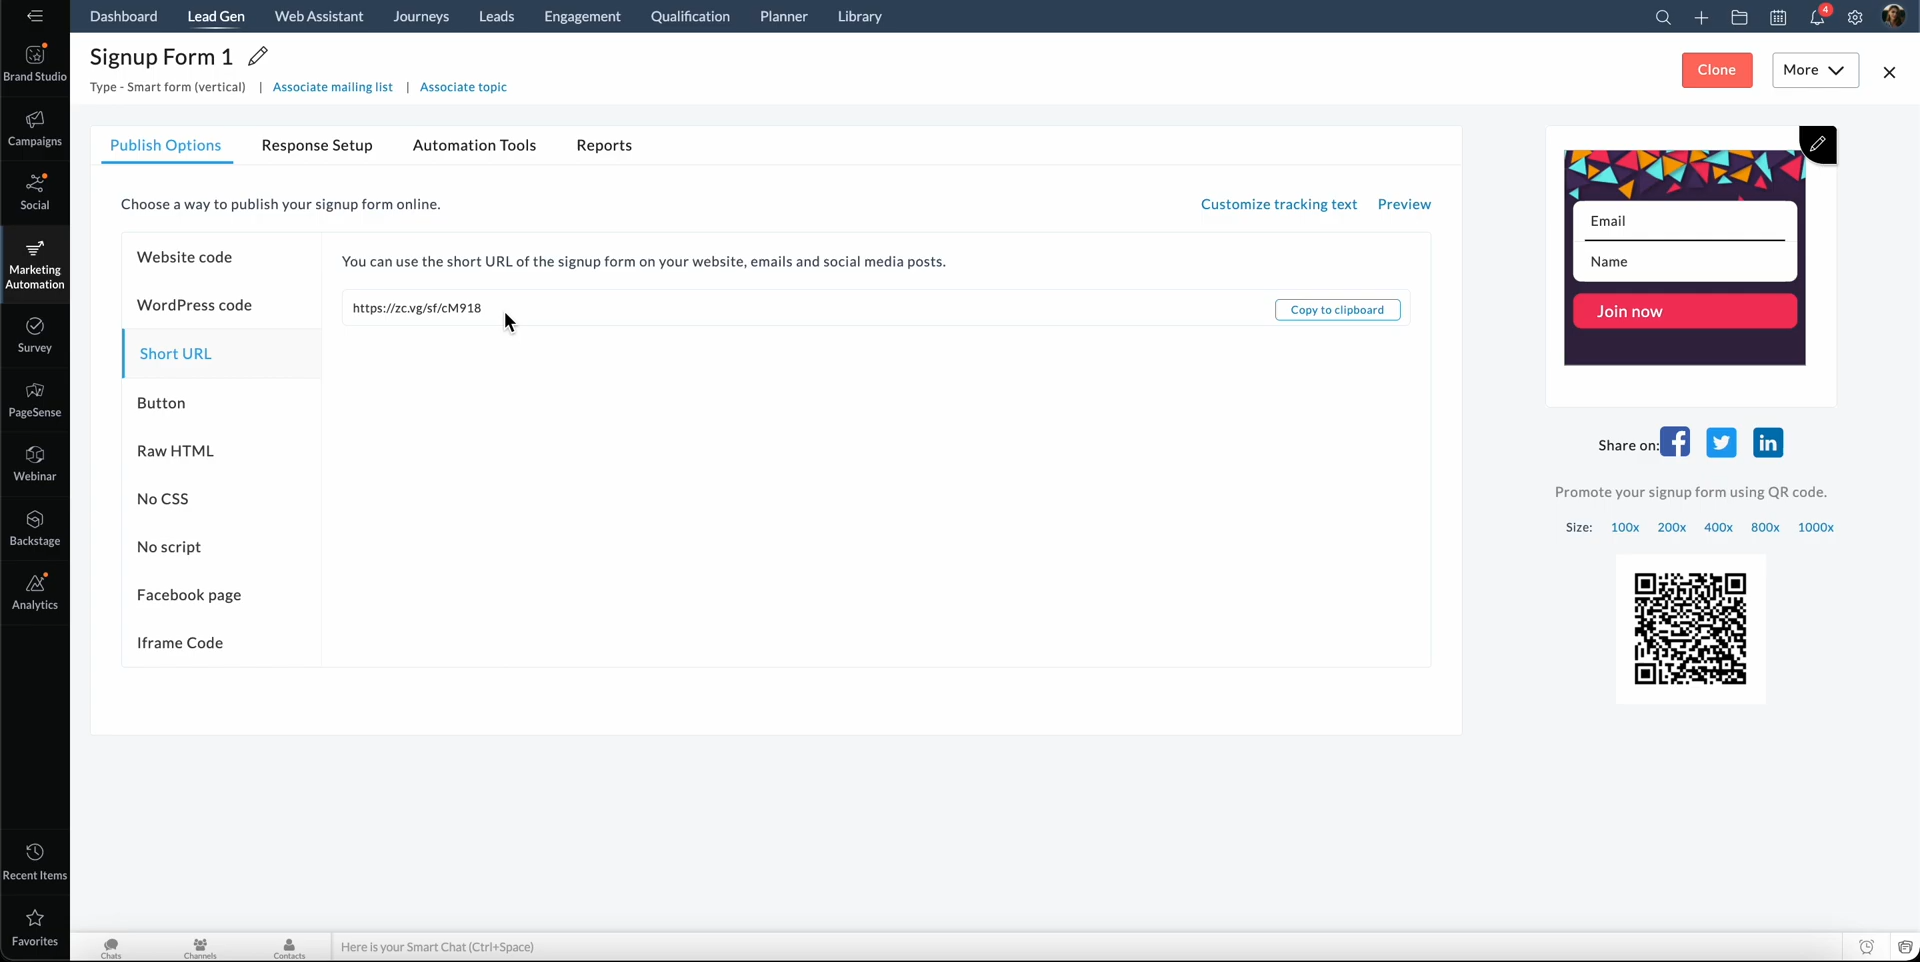 Dashboard Lead Gen Web Assistant Journeys Leads Engagement Qualification Planner Library
4
Brand Studio
Campaigns
Social
Marketing
Automation
Survey
PageSense
Webinar
Backstage
Analytics
Recent Items
Favorites
Signup Form 1
Type - Smart form (vertical) | Associate mailing list | Associate topic
Clone More
Publish Options Response Setup Automation Tools Reports
Choose a way to publish your signup form online.
Customize tracking text Preview
Website code
WordPress code
Short URL
Button
Raw HTML
No CSS
No script
Facebook page
Iframe Code
You can use the short URL of the signup form on your website, emails and social media posts.
https://zc.vg/sf/cM918 Copy to clipboard
Email
Name
Join now
Share on:
Promote your signup form using QR code.
Size: 100x 200x 400x 800x 1000x
Chats Channels Contacts Here is your Smart Chat (Ctrl+Space)